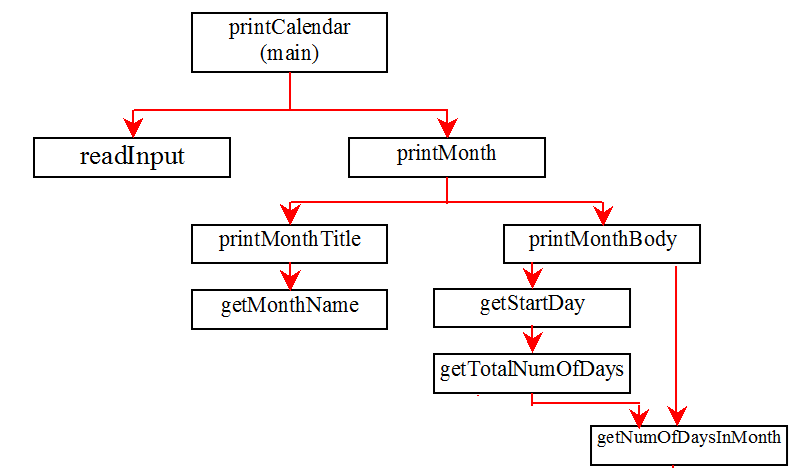 printCalendar
(main)
readInput
printMonth
printMonthTitle
printMonthBody
getMonthName
getStartDay
getTotalNumOfDays
getNumOfDaysInMonth